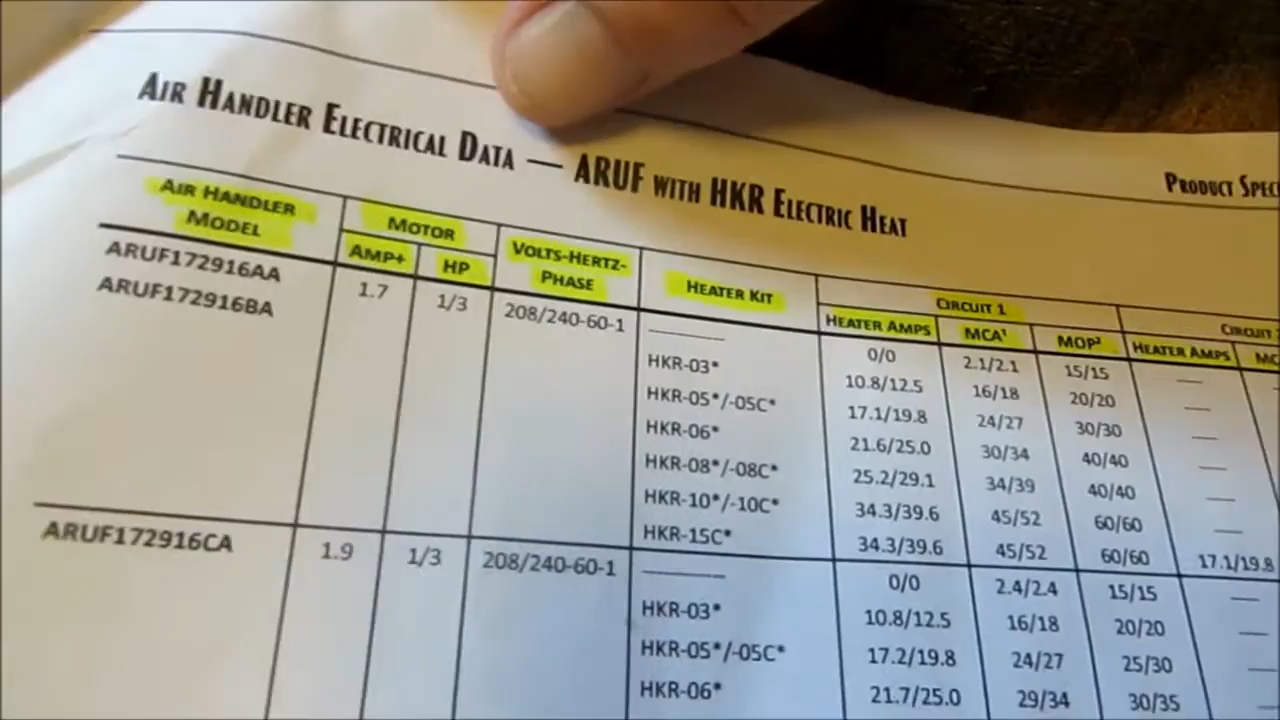 AIR HANDLER ELECTRICAL DATA — ARUF WITH HKR ELECTRIC HEAT
PRODUCT
AIR HANDLER MODEL MOTOR VOLTS-HERTZ-PHASE HEATER KIT CIRCUIT 1
AMP+ HP HEATER AMPS MCA¹ MOP² HEATER AMPS
ARUF172916AA
ARUF172916BA
1.7 1/3 208/240-60-1 ——— 0/0 2.1/2.1 15/15 —
HKR-03* 10.8/12.5 16/18 20/20 —
HKR-05*/-05C* 17.1/19.8 24/27 30/30 —
HKR-06* 21.6/25.0 30/34 40/40 —
HKR-08*/-08C* 25.2/29.1 34/39 40/40 —
HKR-10*/-10C* 34.3/39.6 45/52 60/60 —
HKR-15C* 34.3/39.6 45/52 60/60 17.1/19.8
ARUF172916CA 1.9 1/3 208/240-60-1 ——— 0/0 2.4/2.4 15/15 —
HKR-03* 10.8/12.5 16/18 20/20 —
HKR-05*/-05C* 17.2/19.8 24/27 25/30 —
HKR-06* 21.7/25.0 29/34 30/35 —